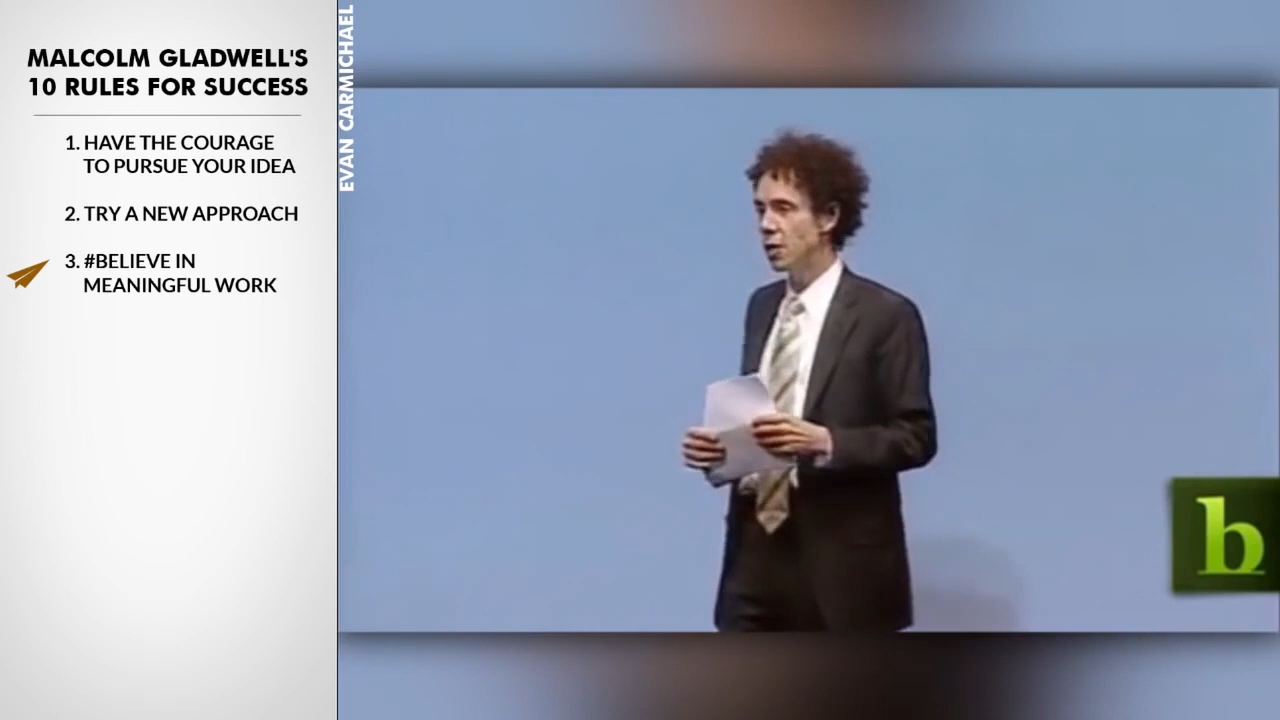 MALCOLM GLADWELL'S
10 RULES FOR SUCCESS
1. HAVE THE COURAGE
TO PURSUE YOUR IDEA
2. TRY A NEW APPROACH
3. #BELIEVE IN
MEANINGFUL WORK
EVAN CARMICHAEL
b